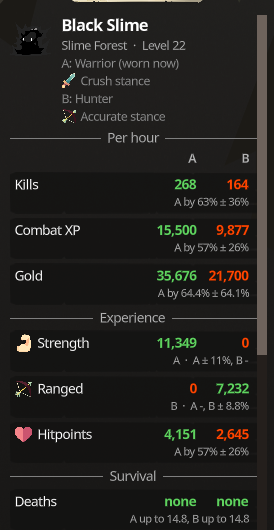 Black Slime
Slime Forest · Level 22
A: Warrior (worn now)
Crush stance
B: Hunter
Accurate stance
Per hour
A B
Kills 268 164
A by 63% ± 36%
Combat XP 15,500 9,877
A by 57% ± 26%
Gold 35,676 21,700
A by 64.4% ± 64.1%
Experience
Strength 11,349 0
A · A ± 11%, B -
Ranged 0 7,232
B · A -, B ± 8.8%
Hitpoints 4,151 2,645
A by 57% ± 26%
Survival
Deaths none none
A up to 14.8, B up to 14.8